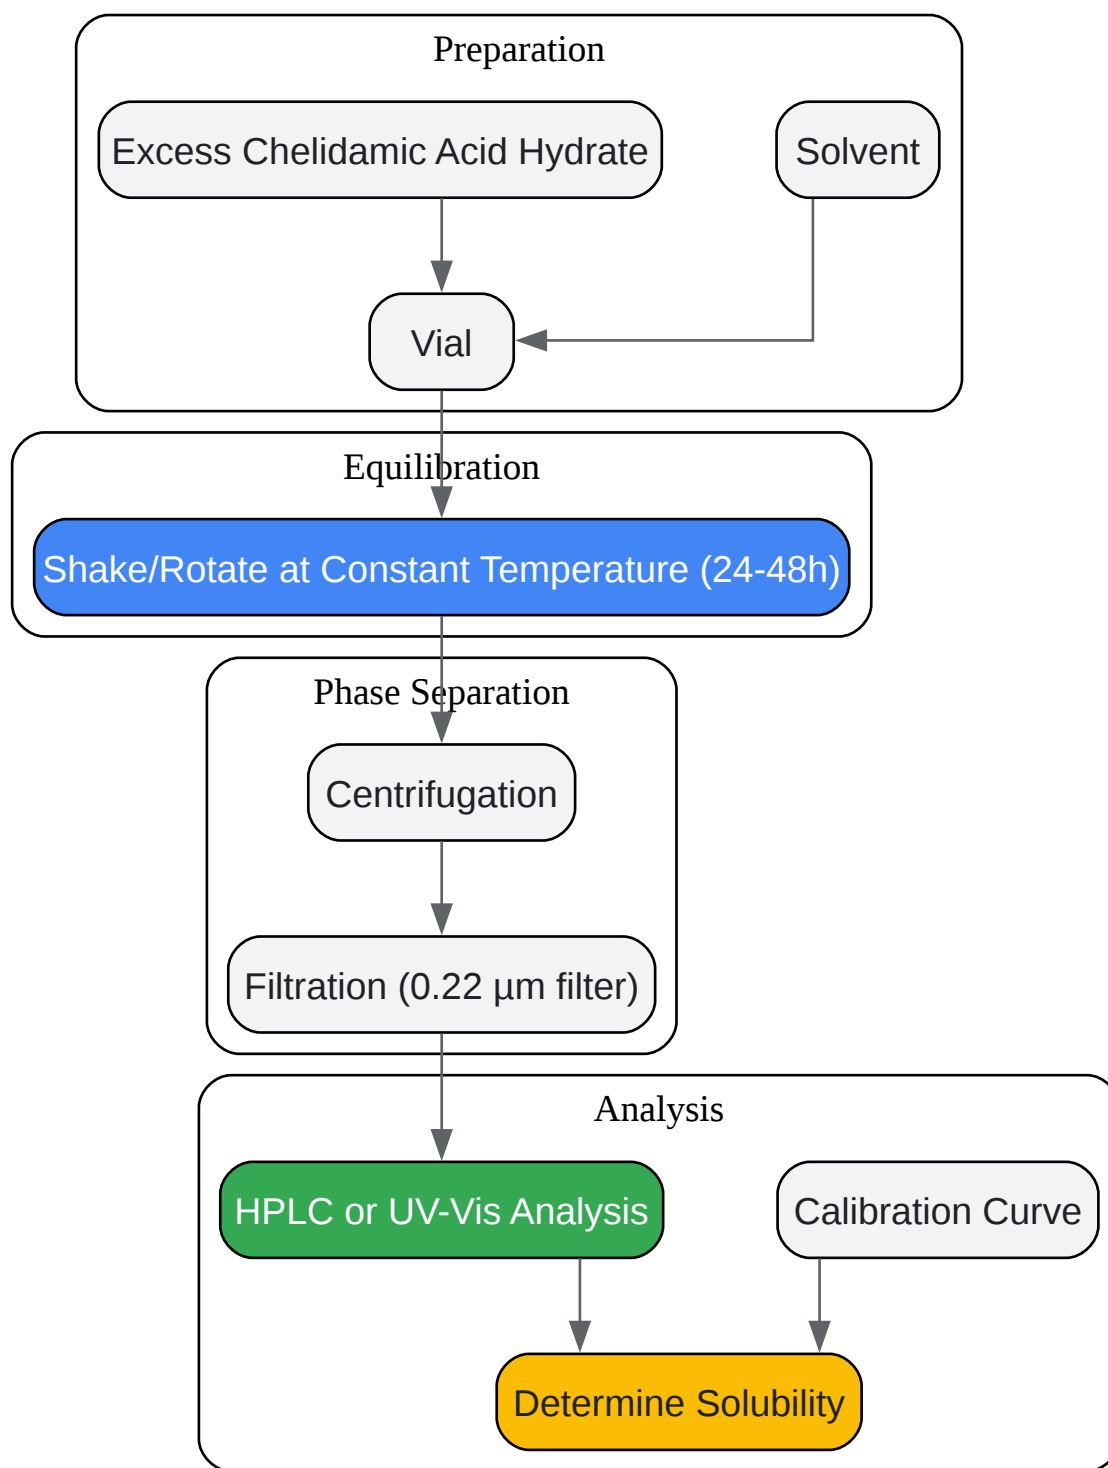 Preparation
Excess Chelidamic Acid Hydrate
Solvent
Vial
Equilibration
Shake/Rotate at Constant Temperature (24-48h)
Phase Separation
Centrifugation
Filtration (0.22 µm filter)
Analysis
HPLC or UV-Vis Analysis
Calibration Curve
Determine Solubility